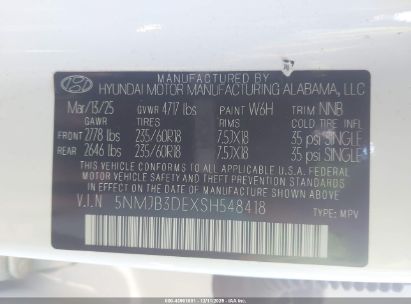 MANUFACTURED BY
HYUNDAI MOTOR MANUFACTURING ALABAMA, LLC
Mar/13/25 GVWR 4717 lbs PAINT W6H TRIM NNB
GAWR TIRES RIMS COLD TIRE INFL
FRONT 2778 lbs 235/60R18 7.5JX18 35 psi SINGLE
REAR 2646 lbs 235/60R18 7.5JX18 35 psi SINGLE
THIS VEHICLE CONFORMS TO ALL APPLICABLE U.S.A FEDERAL
MOTOR VEHICLE SAFETY AND THEFT PREVENTION STANDARDS
IN EFFECT ON THE DATE OF MANUFACTURE SHOWN ABOVE.
V.I.N 5NMJB3DEXSH548418
TYPE: MPV